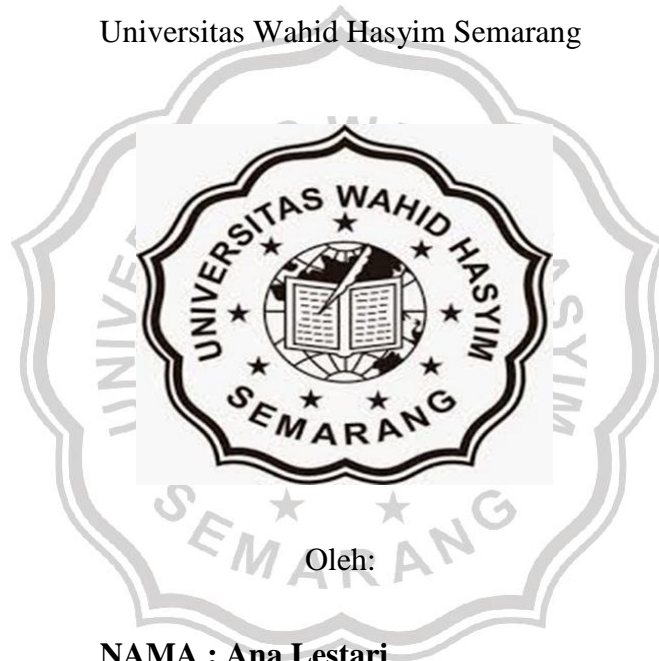 Universitas Wahid Hasyim Semarang
UNIVERSITAS WAHID HASYIM
SEMARANG
Oleh:
NAMA : Ana Lestari